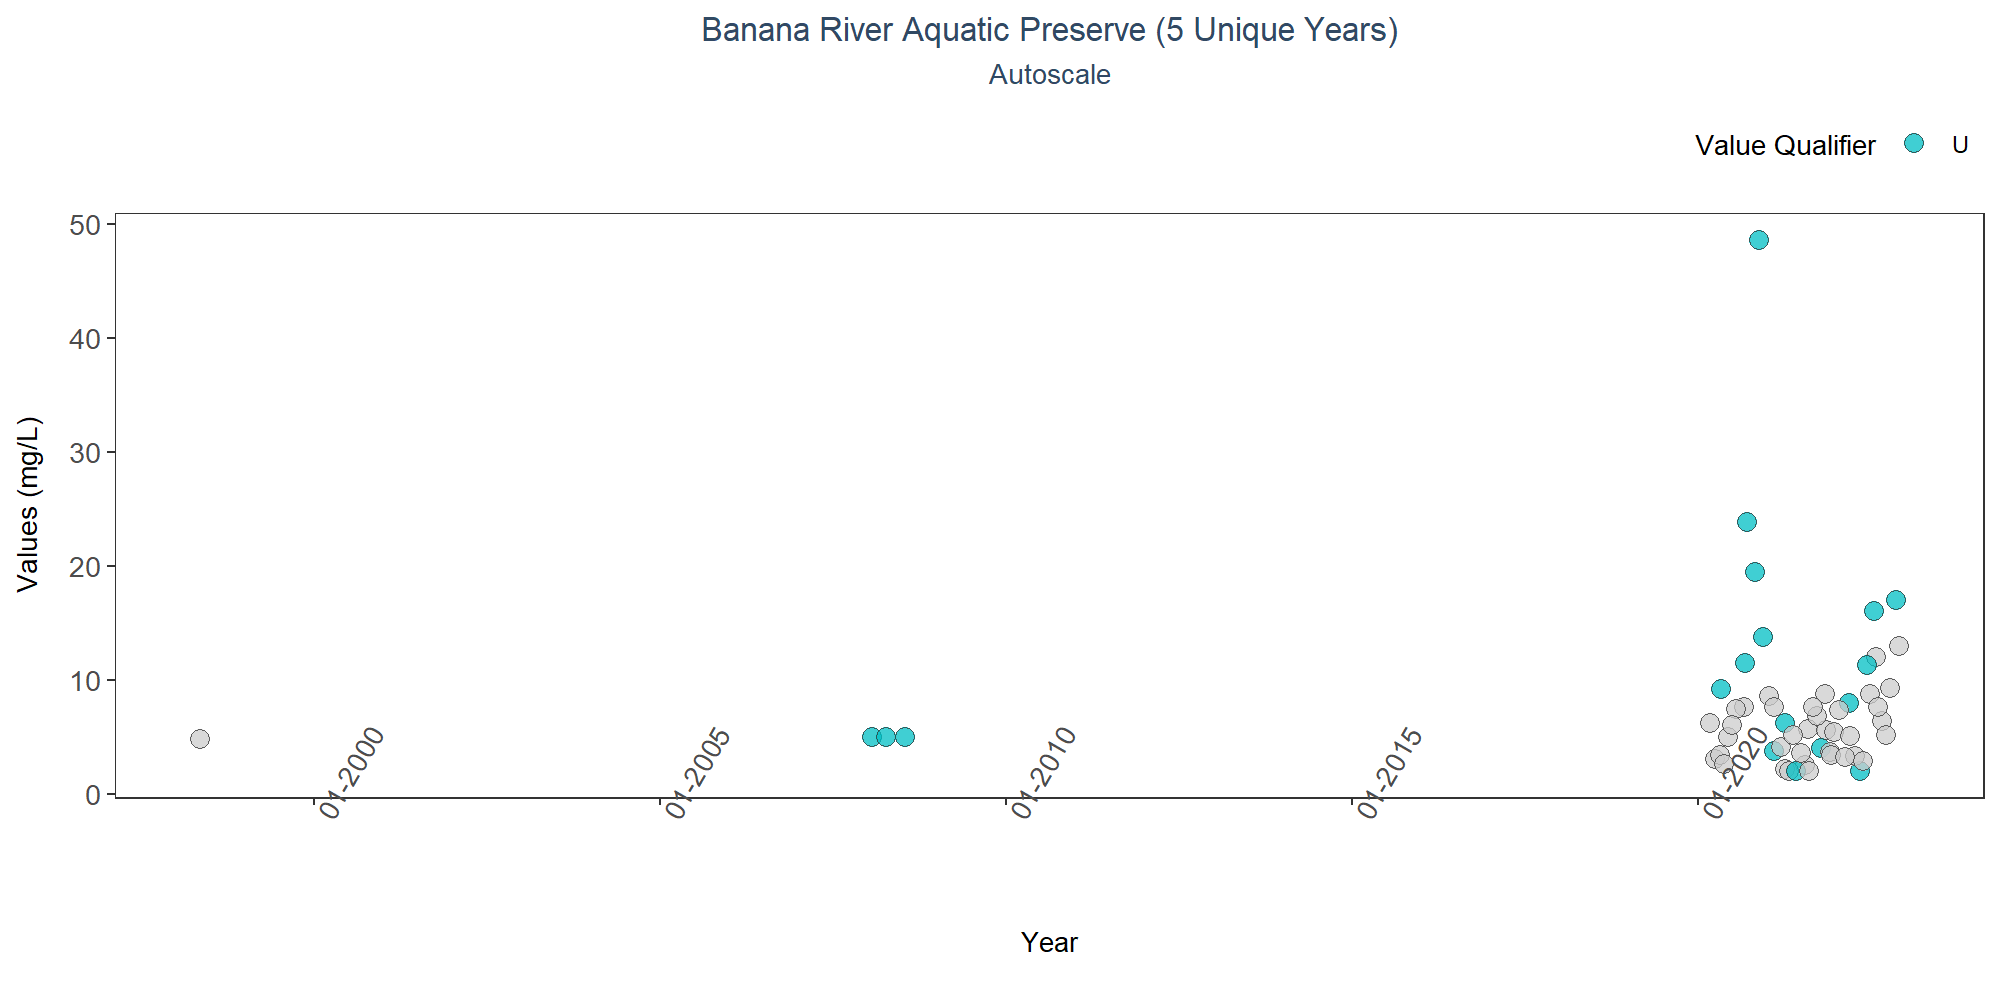 Banana River Aquatic Preserve (5 Unique Years)
Autoscale
Value Qualifier U
50
40
30
20
10
0
Values (mg/L)
01-2000
01-2005
01-2010
01-2015
01-2020
Year